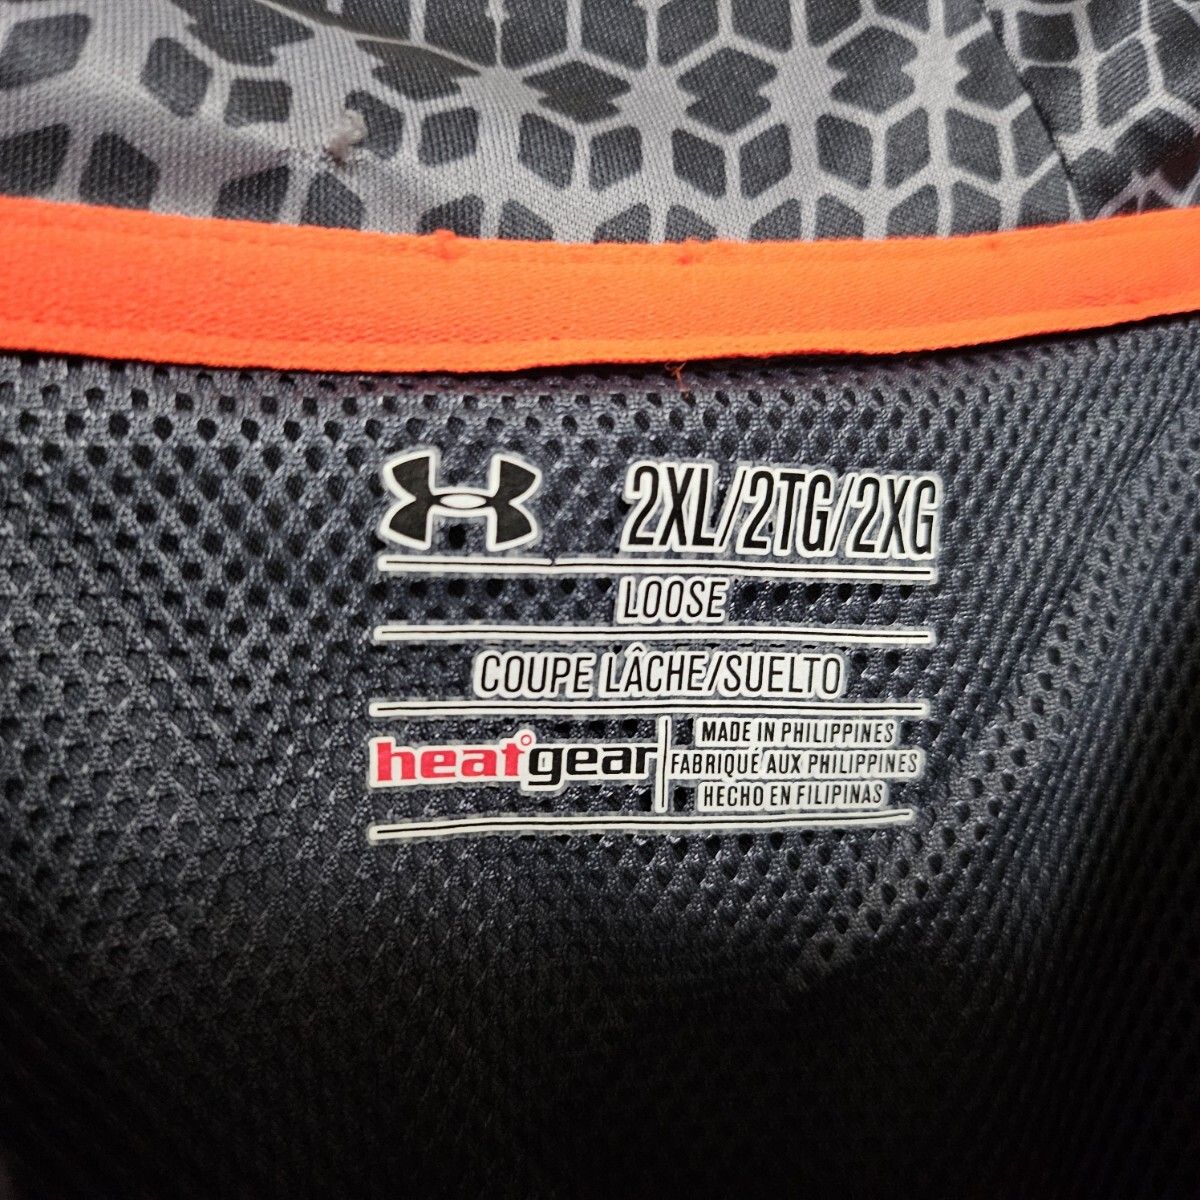 2XL/2TG/2XG
LOOSE
COUPE LÂCHE/SUELTO
heatgear
MADE IN PHILIPPINES
FABRIQUÉ AUX PHILIPPINES
HECHO EN FILIPINAS